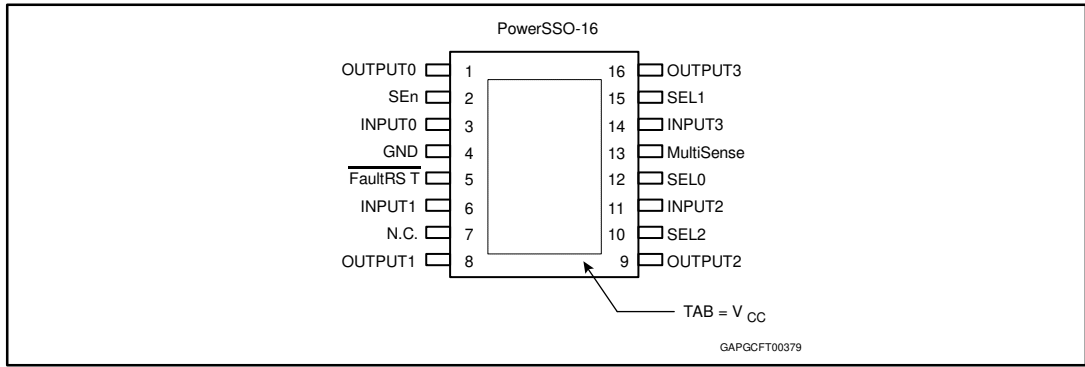 PowerSSO-16
OUTPUT0 1 16 OUTPUT3
SEn 2 15 SEL1
INPUT0 3 14 INPUT3
GND 4 13 MultiSense
FaultRS T 5 12 SEL0
INPUT1 6 11 INPUT2
N.C. 7 10 SEL2
OUTPUT1 8 9 OUTPUT2
TAB = V CC
GAPGCFT00379